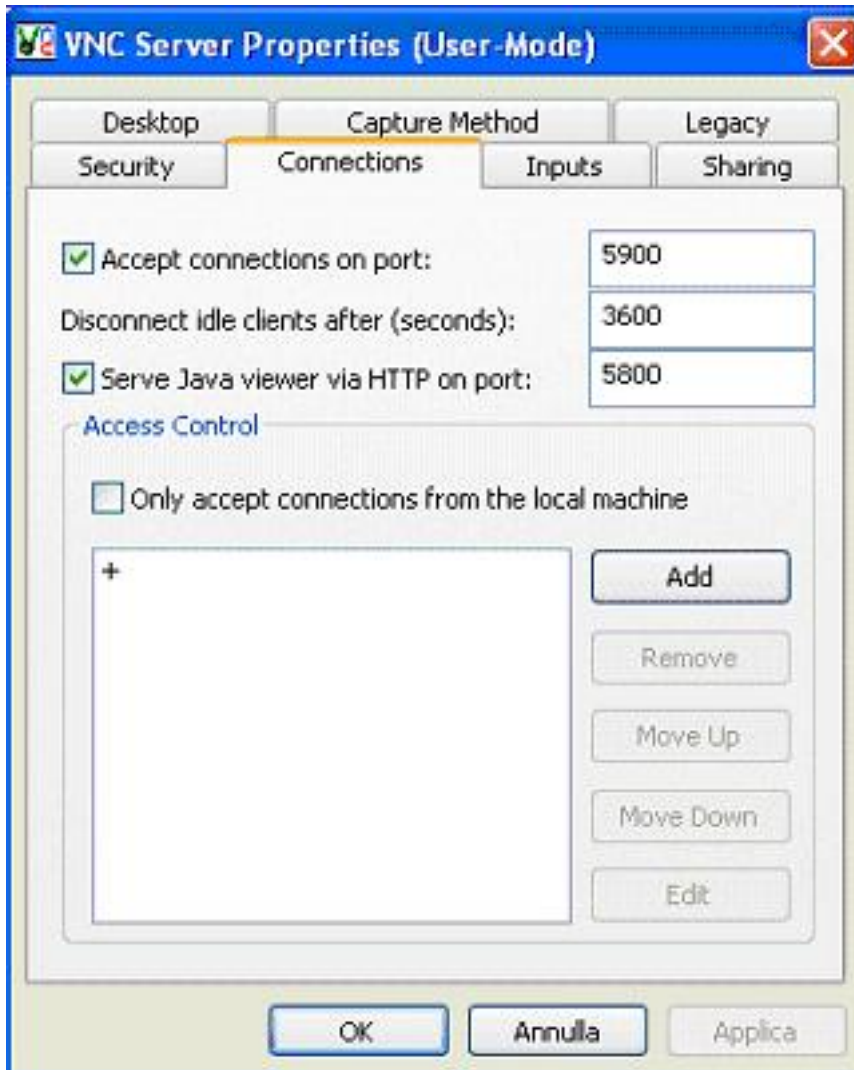 VNC Server Properties (User-Mode)
Desktop Capture Method Legacy
Security Connections Inputs Sharing
Accept connections on port: 5900
Disconnect idle clients after (seconds): 3600
Serve Java viewer via HTTP on port: 5800
Access Control
Only accept connections from the local machine
+ Add
Remove
Move Up
Move Down
Edit
OK Annulla Applica